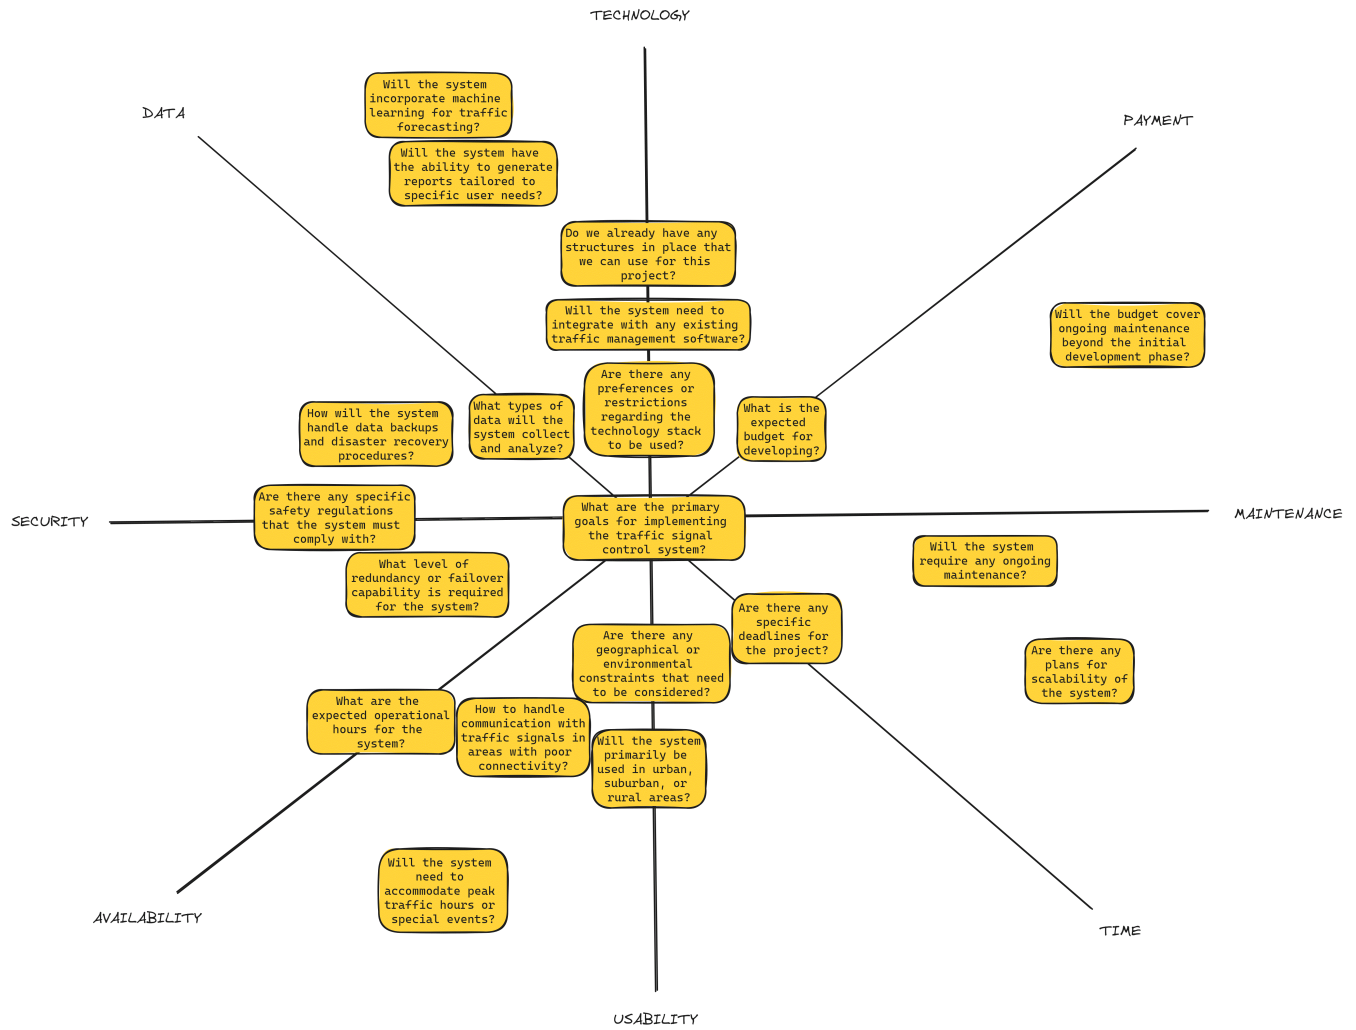 TECHNOLOGY
DATA
PAYMENT
Will the system
incorporate machine
learning for traffic
forecasting?
Will the system have
the ability to generate
reports tailored to
specific user needs?
Do we already have any
structures in place that
we can use for this
project?
Will the system need to
integrate with any existing
traffic management software?
Will the budget cover
ongoing maintenance
beyond the initial
development phase?
Are there any
preferences or
restrictions
regarding the
technology stack
to be used?
How will the system
handle data backups
and disaster recovery
procedures?
What types of
data will the
system collect
and analyze?
What is the
expected
budget for
developing?
Are there any specific
safety regulations
that the system must
comply with?
What are the primary
goals for implementing
the traffic signal
control system?
SECURITY
MAINTENANCE
What level of
redundancy or failover
capability is required
for the system?
Will the system
require any ongoing
maintenance?
Are there any
specific
deadlines for
the project?
Are there any
geographical or
environmental
constraints that need
to be considered?
Are there any
plans for
scalability of
the system?
What are the
expected operational
hours for the
system?
How to handle
communication with
traffic signals in
areas with poor
connectivity?
Will the system
primarily be
used in urban,
suburban, or
rural areas?
Will the system
need to
accommodate peak
traffic hours or
special events?
AVAILABILITY
TIME
USABILITY